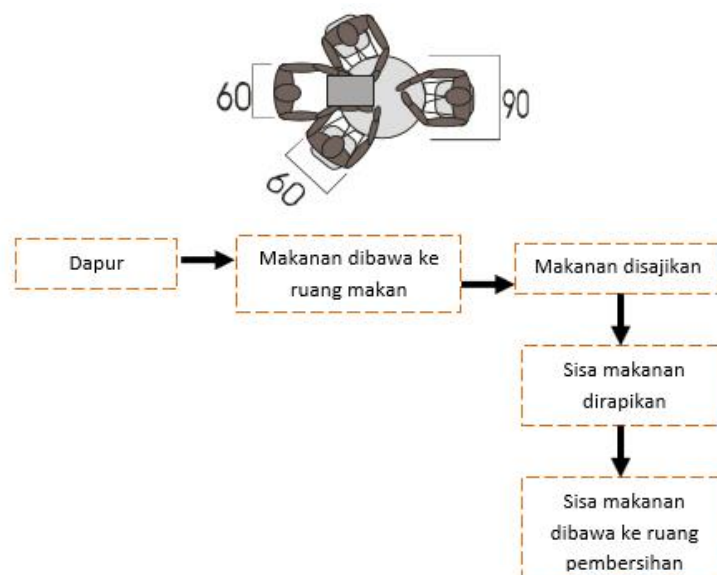 60
90
60
Dapur
Makanan dibawa ke
ruang makan
Makanan disajikan
Sisa makanan
dirapikan
Sisa makanan
dibawa ke ruang
pembersihan